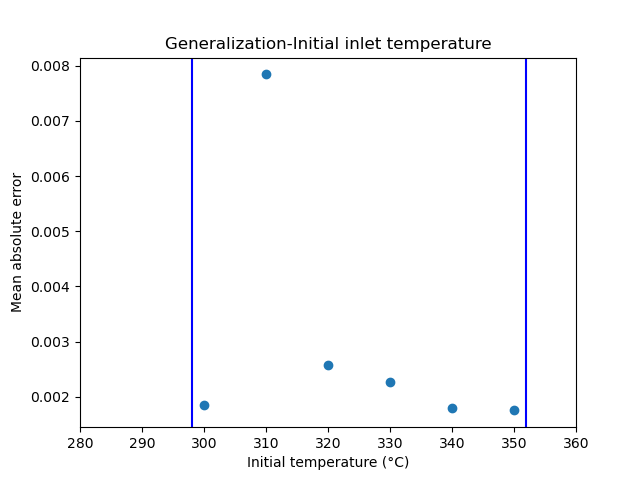 Generalization-Initial inlet temperature
0.008
0.007
0.006
0.005
0.004
0.003
0.002
Mean absolute error
280 290 300 310 320 330 340 350 360
Initial temperature (°C)